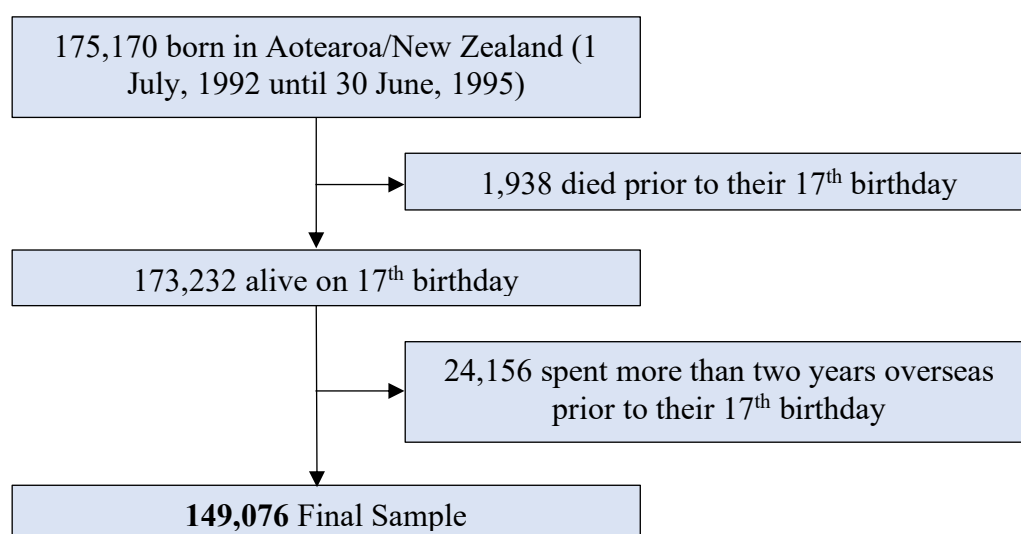 175,170 born in Aotearoa/New Zealand (1
July, 1992 until 30 June, 1995)
1,938 died prior to their 17th birthday
173,232 alive on 17th birthday
24,156 spent more than two years overseas
prior to their 17th birthday
149,076 Final Sample